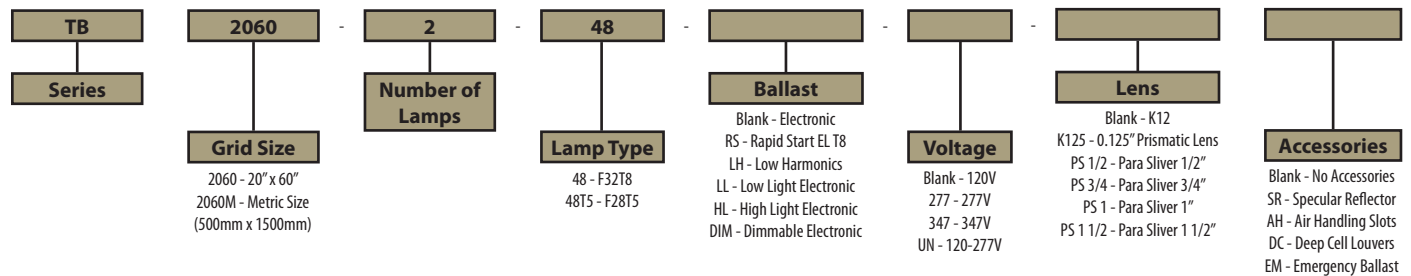 TB 2060 - 2 - 48 - - -
Series
Grid Size
2060 - 20” x 60”
2060M - Metric Size
(500mm x 1500mm)
Number of
Lamps
Lamp Type
48 - F32T8
48T5 - F28T5
Ballast
Blank - Electronic
RS - Rapid Start EL T8
LH - Low Harmonics
LL - Low Light Electronic
HL - High Light Electronic
DIM - Dimmable Electronic
Voltage
Blank - 120V
277 - 277V
347 - 347V
UN - 120-277V
Lens
Blank - K12
K125 - 0.125” Prismatic Lens
PS 1/2 - Para Sliver 1/2”
PS 3/4 - Para Sliver 3/4”
PS 1 - Para Sliver 1”
PS 1 1/2 - Para Sliver 1 1/2”
Accessories
Blank - No Accessories
SR - Specular Reflector
AH - Air Handling Slots
DC - Deep Cell Louvers
EM - Emergency Ballast